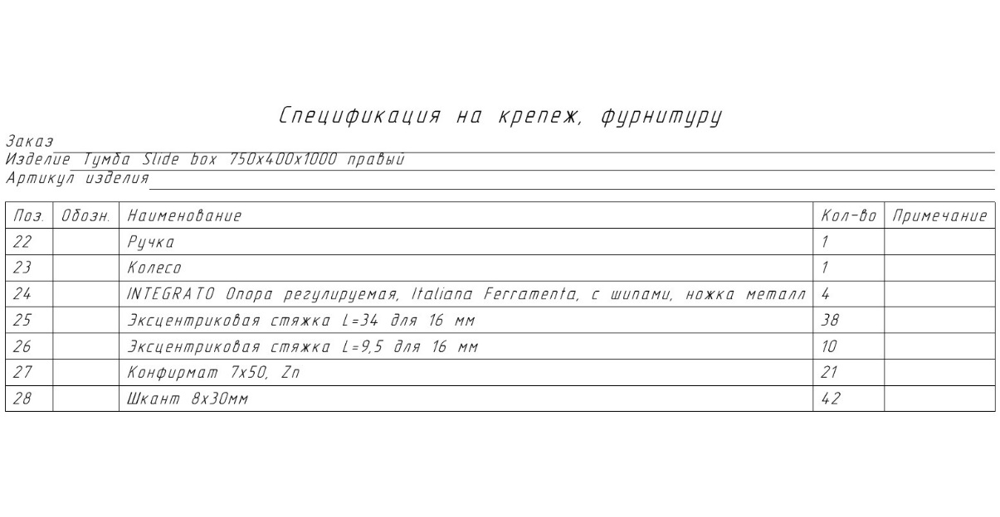 Спецификация на крепеж, фурнитуру
Заказ
Изделие Тумба Slide box 750x400x1000 правый
Артикул изделия
Поз. Обозн. Наименование Кол-во Примечание
22 Ручка 1
23 Колесо 1
24 INTEGRATO Опора регулируемая, Italiana Ferramenta, с шипами, ножка металл 4
25 Эксцентриковая стяжка L=34 для 16 мм 38
26 Эксцентриковая стяжка L=9,5 для 16 мм 10
27 Конфирмат 7x50, Zn 21
28 Шкант 8x30мм 42